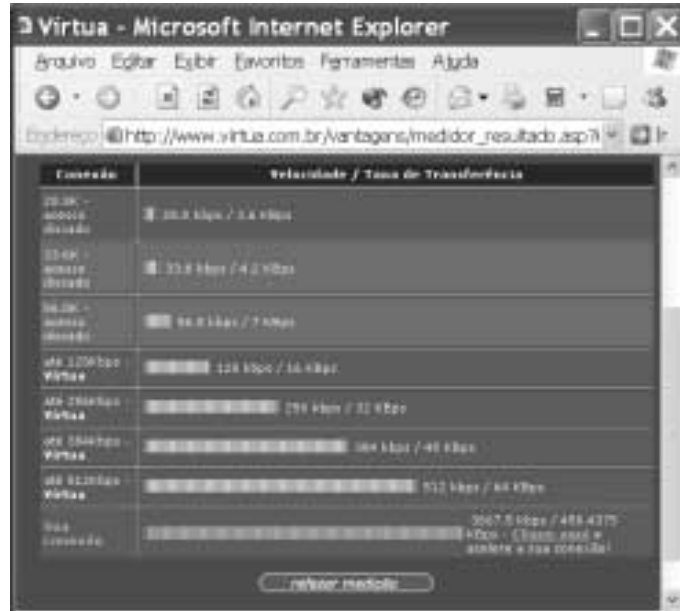 Virtua - Microsoft Internet Explorer
Arquivo Editar Exibir Favoritos Ferramentas Ajuda
Endereço http://www.virtua.com.br/vantagens/medidor_resultado.asp? Ir
Conexão Velocidade / Taxa de Transferência
28.8K - acesso discado 28.8 kbps / 3.6 KBps
33.6K - acesso discado 33.6 kbps / 4.2 KBps
56.0K - acesso discado 56.0 kbps / 7 KBps
até 128Kbps - Virtua 128 kbps / 16 KBps
até 256Kbps - Virtua 256 kbps / 32 KBps
até 384Kbps - Virtua 384 kbps / 48 KBps
até 512Kbps - Virtua 512 kbps / 64 KBps
Sua conexão 3667.5 kbps / 458.4375 KBps - Clique aqui e acelere a sua conexão!
refazer medição